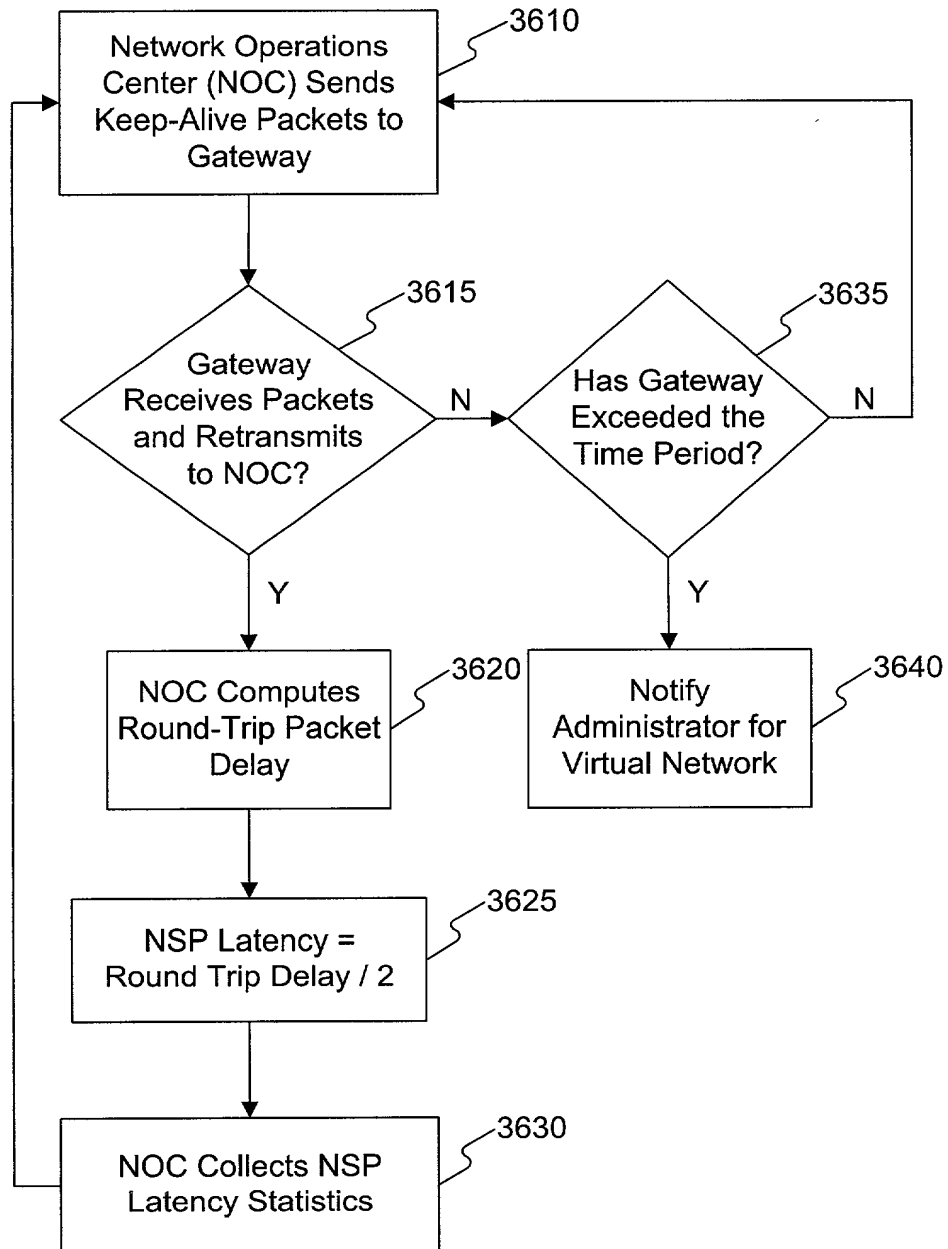 3610
Network Operations
Center (NOC) Sends
Keep-Alive Packets to
Gateway
3615
Gateway
Receives Packets
and Retransmits
to NOC?
N
Y
3635
Has Gateway
Exceeded the
Time Period?
N
Y
3620
NOC Computes
Round-Trip Packet
Delay
3640
Notify
Administrator for
Virtual Network
3625
NSP Latency =
Round Trip Delay / 2
3630
NOC Collects NSP
Latency Statistics